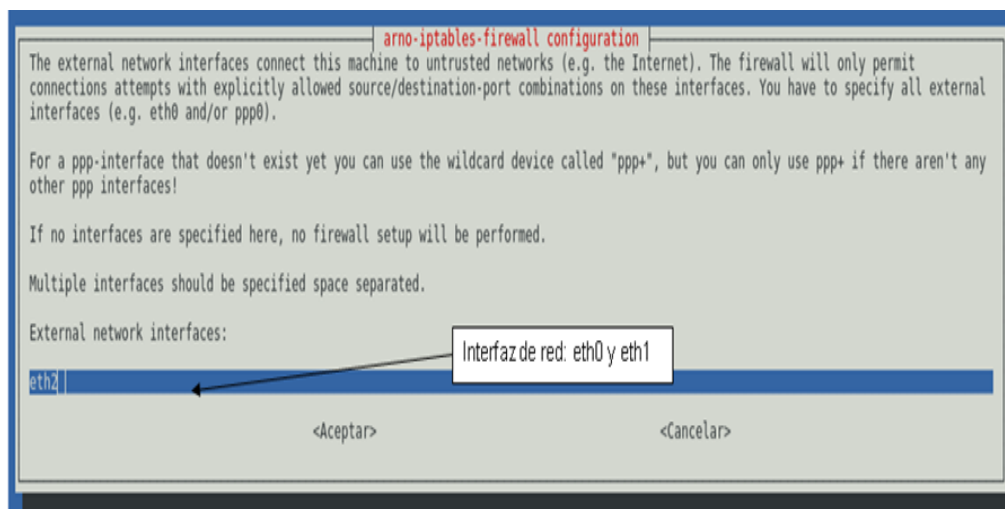 arno-iptables-firewall configuration
The external network interfaces connect this machine to untrusted networks (e.g. the Internet). The firewall will only permit
connections attempts with explicitly allowed source/destination-port combinations on these interfaces. You have to specify all external
interfaces (e.g. eth0 and/or ppp0).
For a ppp-interface that doesn't exist yet you can use the wildcard device called "ppp+", but you can only use ppp+ if there aren't any
other ppp interfaces!
If no interfaces are specified here, no firewall setup will be performed.
Multiple interfaces should be specified space separated.
External network interfaces:
Interfaz de red: eth0 y eth1
eth2
<Aceptar> <Cancelar>